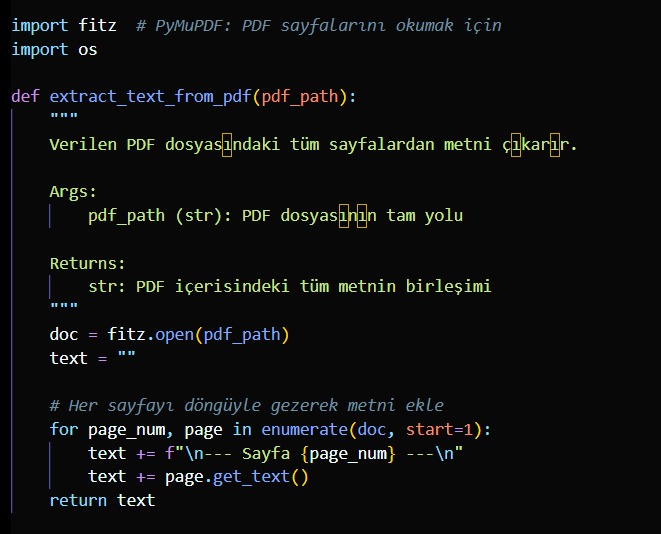 import fitz  # PyMuPDF: PDF sayfalarını okumak için
import os

def extract_text_from_pdf(pdf_path):
    """
    Verilen PDF dosyasındaki tüm sayfalardan metni çıkarır.

    Args:
        pdf_path (str): PDF dosyasının tam yolu

    Returns:
        str: PDF içerisindeki tüm metnin birleşimi
    """
    doc = fitz.open(pdf_path)
    text = ""

    # Her sayfayı döngüyle gezerek metni ekle
    for page_num, page in enumerate(doc, start=1):
        text += f"\n--- Sayfa {page_num} ---\n"
        text += page.get_text()
    return text